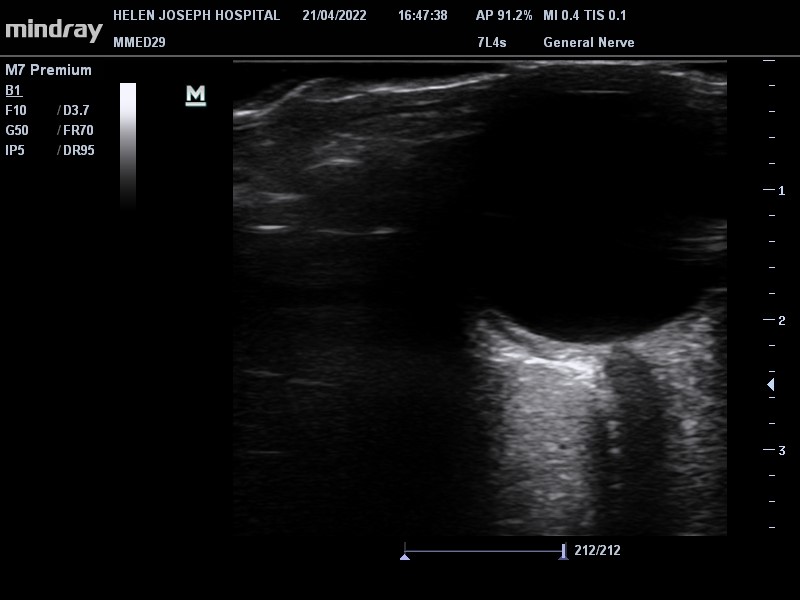 mindray
HELEN JOSEPH HOSPITAL 21/04/2022 16:47:38 AP 91.2% MI 0.4 TIS 0.1
MMED29 7L4s General Nerve
M7 Premium
B1
F10 / D3.7
G50 / FR70
IP5 / DR95
M
1
2
3
212/212